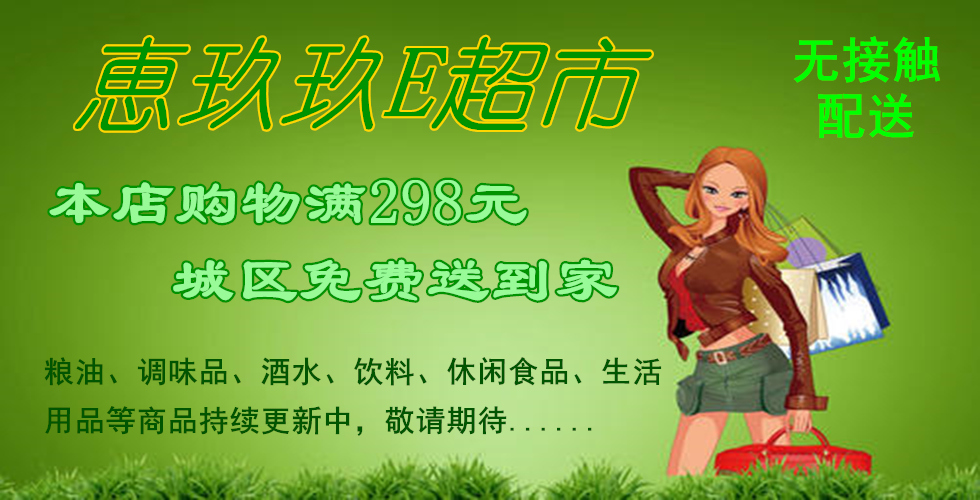 惠玖玖E超市
无接触
配送
本店购物满298元
城区免费送到家
粮油、调味品、酒水、饮料、休闲食品、生活
用品等商品持续更新中，敬请期待......